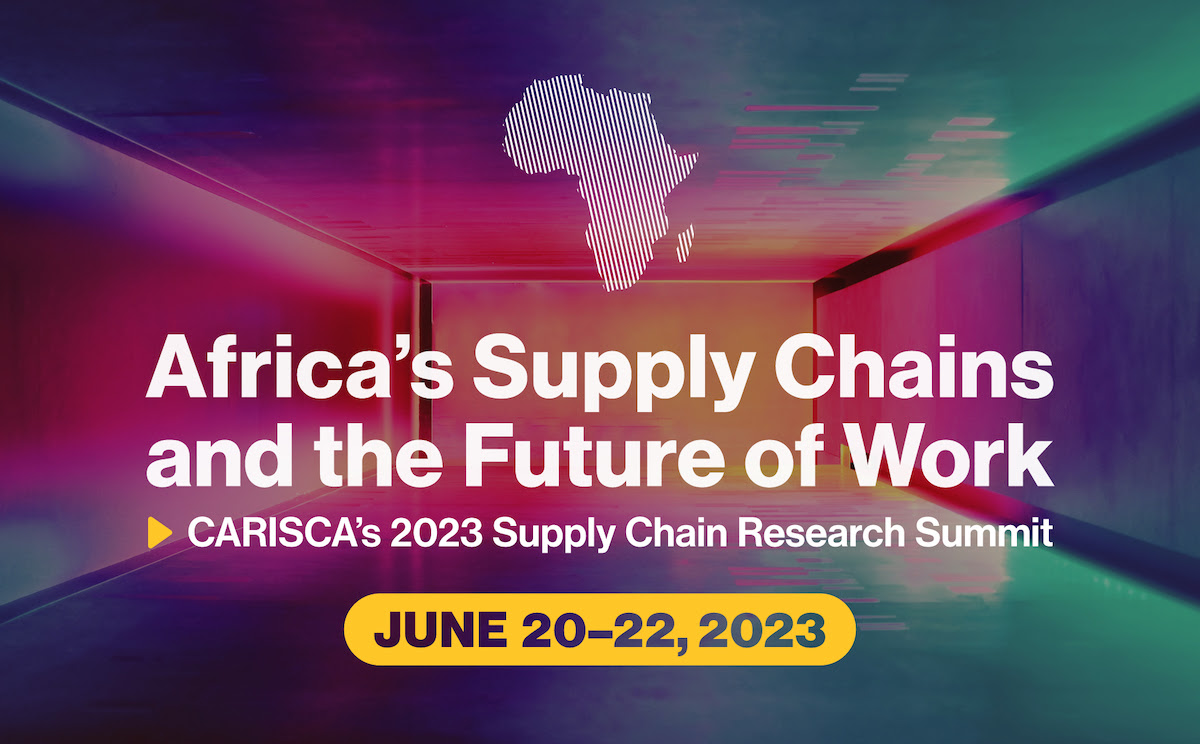 Africa’s Supply Chains
and the Future of Work
CARISCA’s 2023 Supply Chain Research Summit
JUNE 20–22, 2023